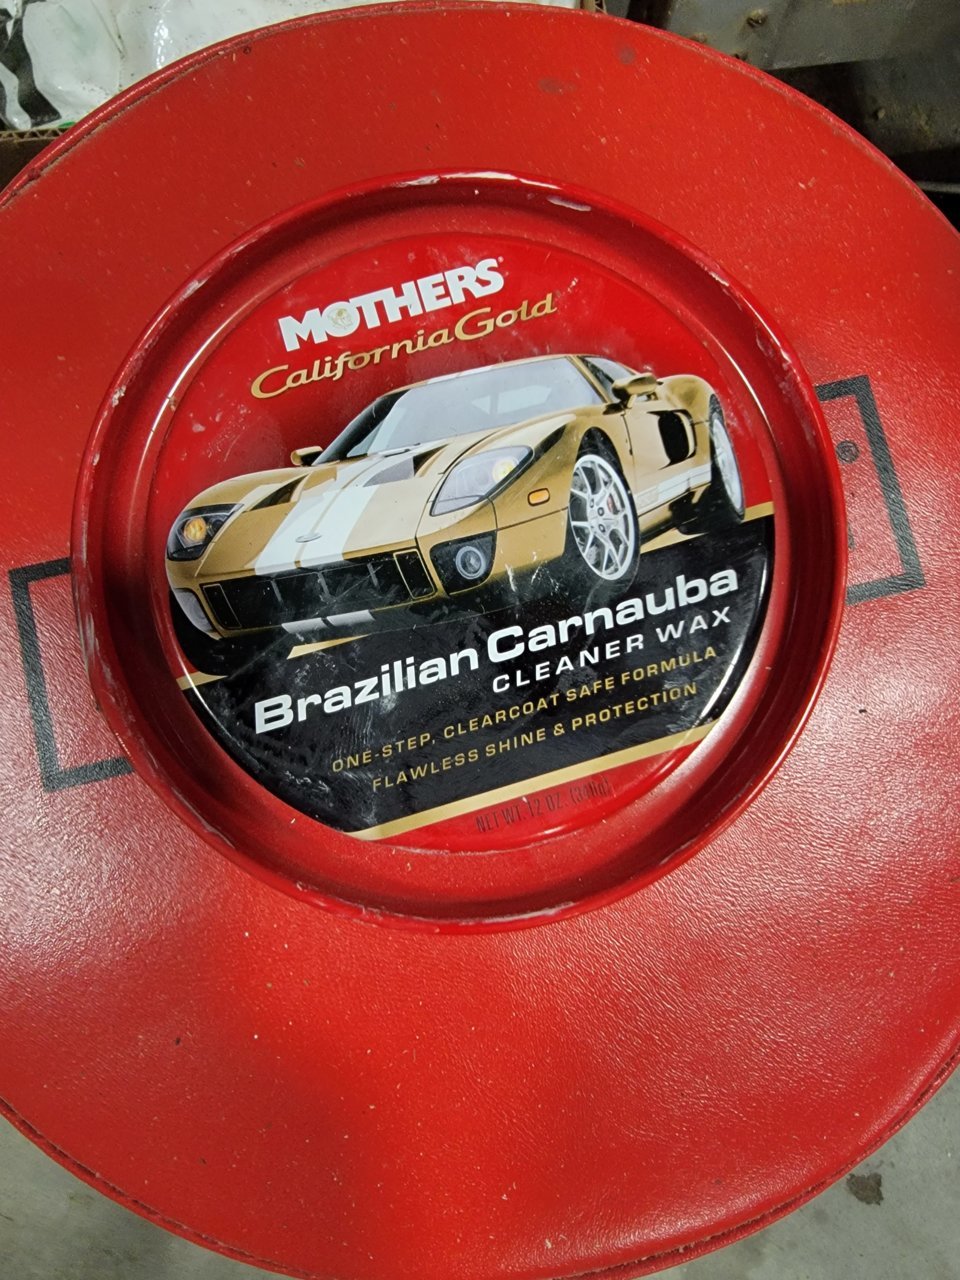 MOTHERS®
California Gold
Brazilian Carnauba
CLEANER WAX
ONE-STEP, CLEARCOAT SAFE FORMULA
FLAWLESS SHINE & PROTECTION
NET WT. 12 OZ. (340g)
®